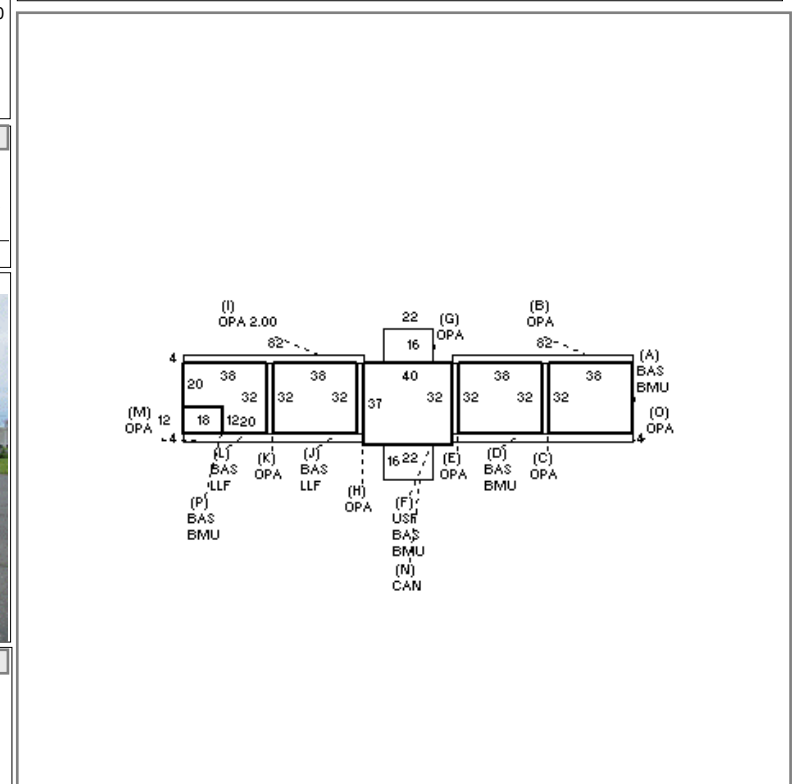 (I)
OPA 2.00
22
(G)
OPA
(B)
OPA
82
16
82
4
(A)
BAS
BMU
38
38
40
38
38
20
32
32
32
37
32
32
32
32
(M)
OPA
12
18
12
20
(O)
OPA
4
4
(L)
BAS
LLF
(K)
OPA
(J)
BAS
LLF
(H)
OPA
16
22
(E)
OPA
(D)
BAS
BMU
(C)
OPA
(P)
BAS
BMU
(F)
USF
BAS
BMU
(N)
CAN